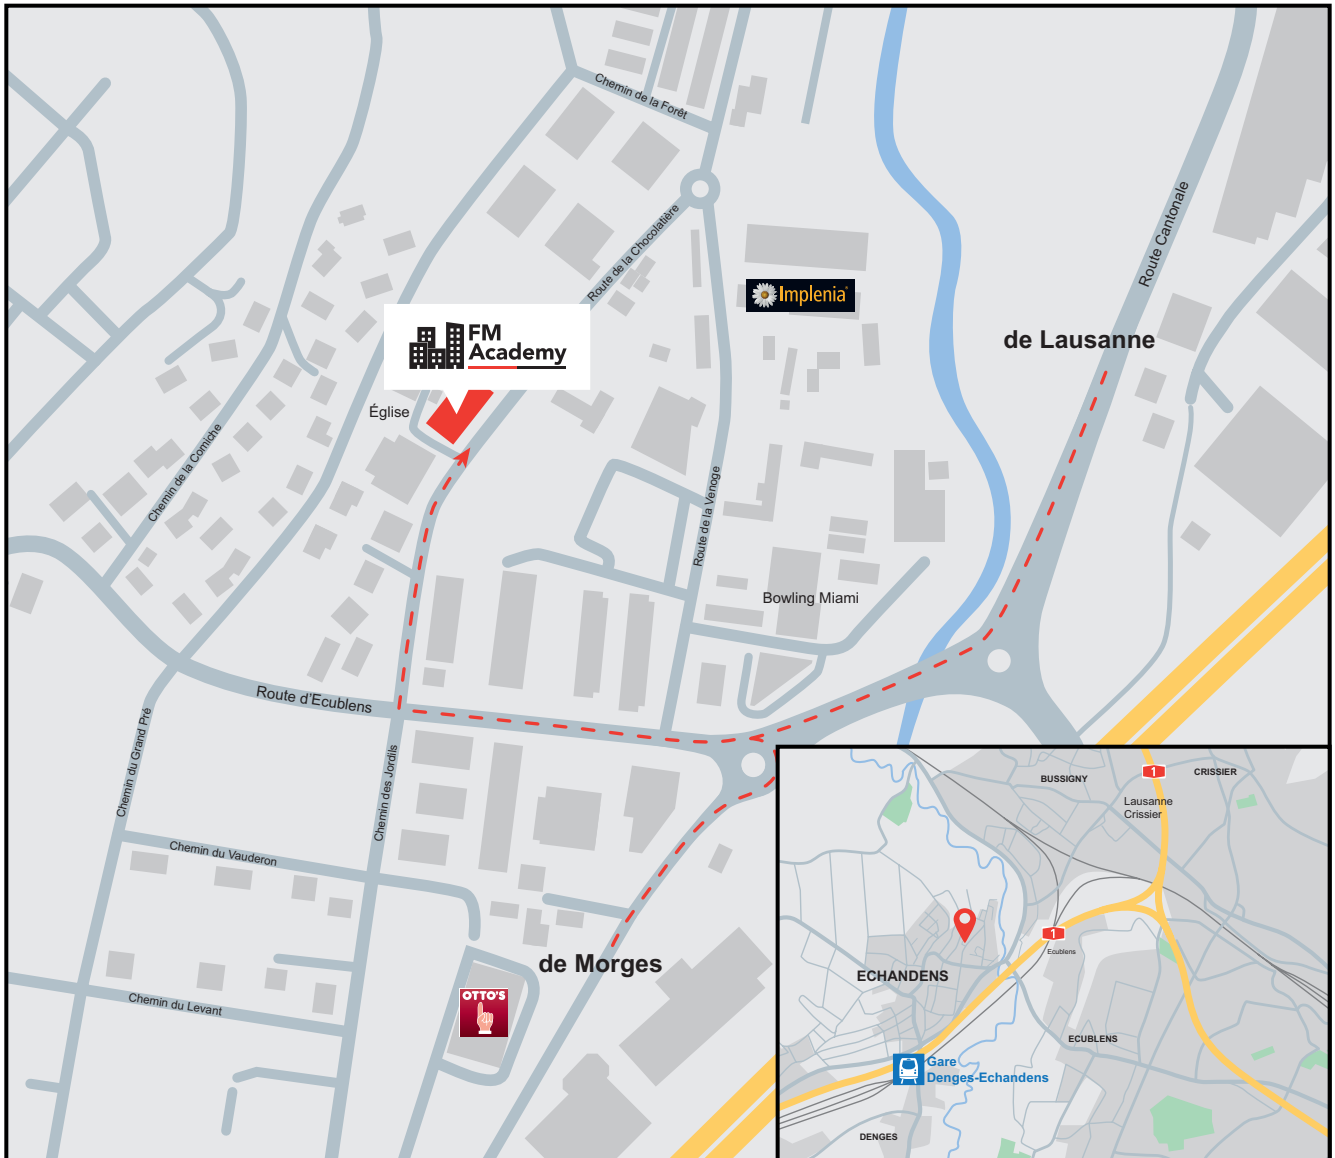 Chemin de la Forêt
Route de la Chocolatière
Route Cantonale
Implenia
de Lausanne
FM
Academy
Église
Chemin de la Corniche
Route de la Venoge
Bowling Miami
Route d'Ecublens
Chemin du Grand Pré
Chemin des Jordils
Chemin du Vauderon
de Morges
Chemin du Levant
OTTO'S
BUSSIGNY
1
CRISSIER
Lausanne
Crissier
1
Ecublens
ECHANDENS
ECUBLENS
Gare
Denges-Echandens
DENGES